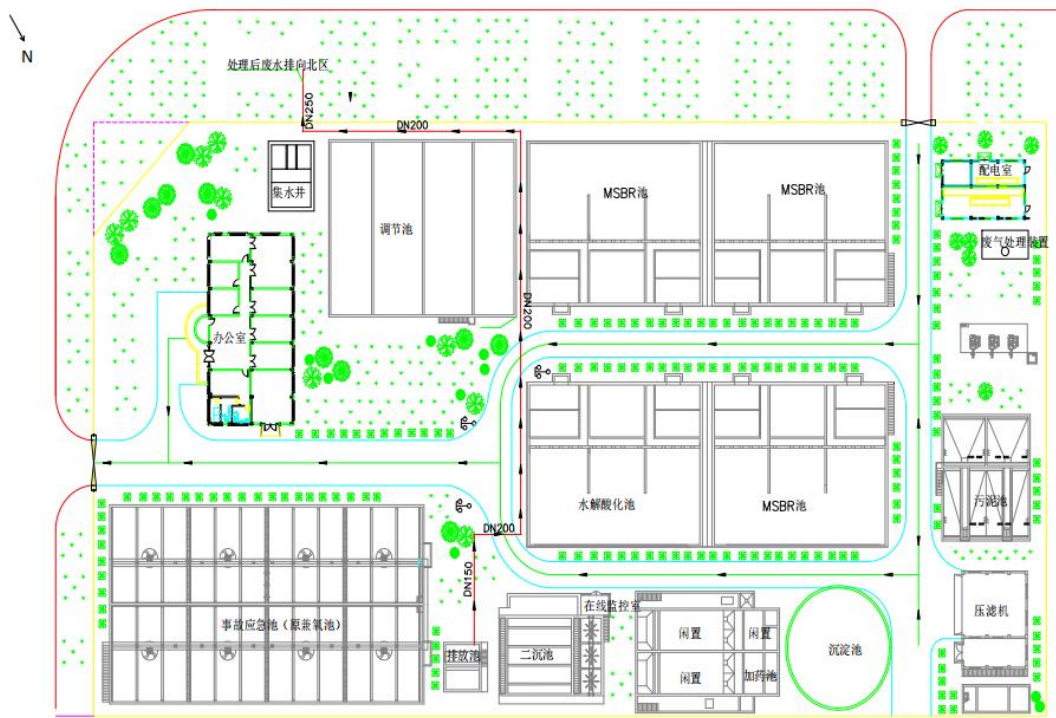 N
处理后废水排向北区
DN250
DN200
集水井
调节池
MSBR池
MSBR池
配电室
废气处理装置
DN200
办公室
水解酸化池
MSBR池
污泥池
DN200
DN150
事故应急池（原兼氧池）
排放池
在线监控室
二沉池
闲置
闲置
闲置
加药池
沉淀池
压滤机